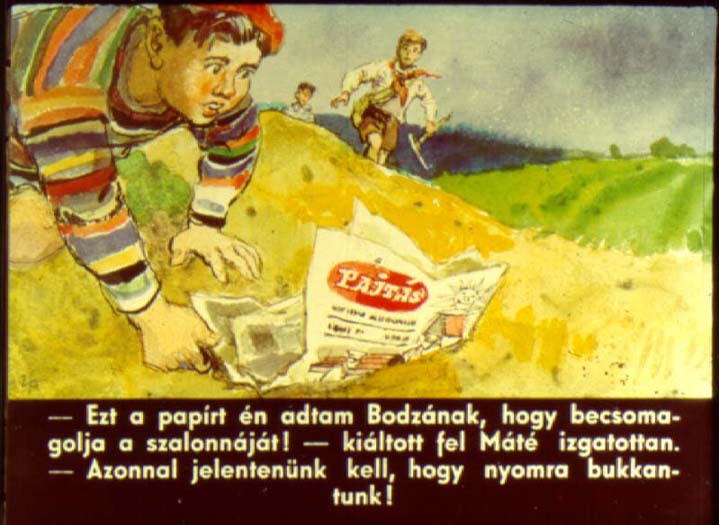 PAJTÁS
— Ezt a papírt én adtam Bodzának, hogy becsoma-
golja a szalonnáját! — kiáltott fel Máté izgatottan.
— Azonnal jelentenünk kell, hogy nyomra bukkan-
tunk!